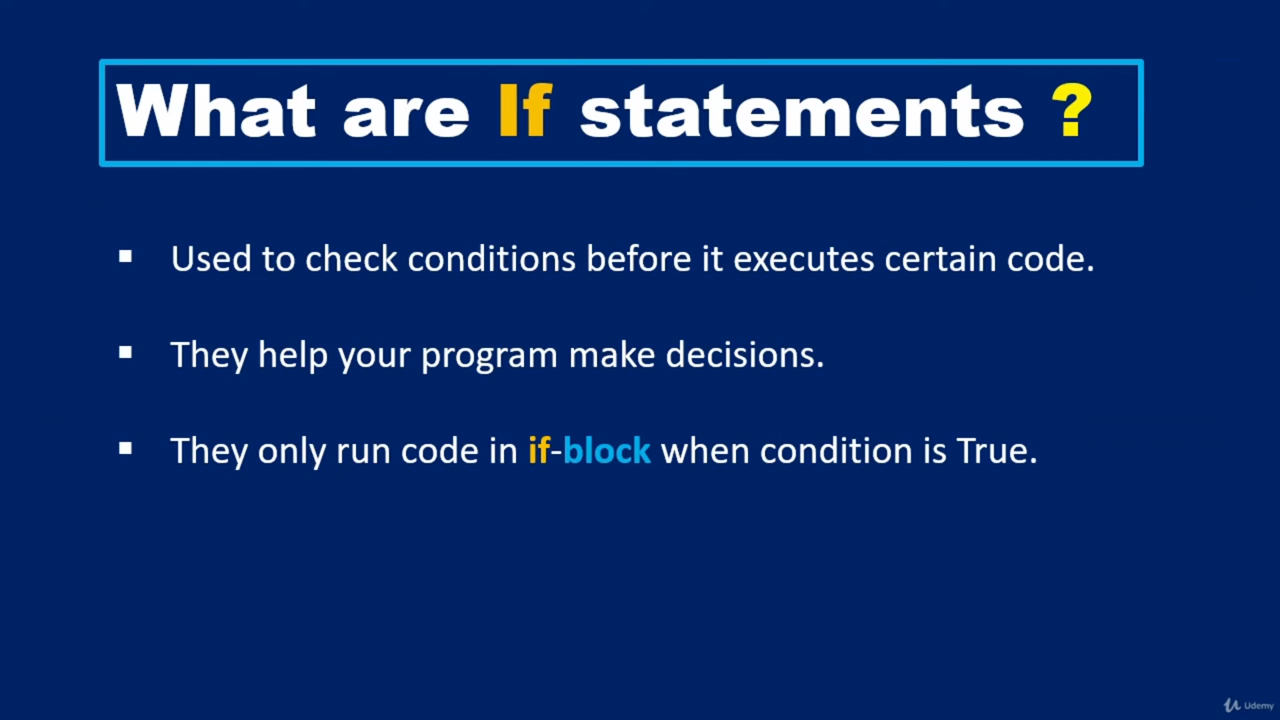 What are If statements ?
▪ Used to check conditions before it executes certain code.
▪ They help your program make decisions.
▪ They only run code in if-block when condition is True.
Udemy